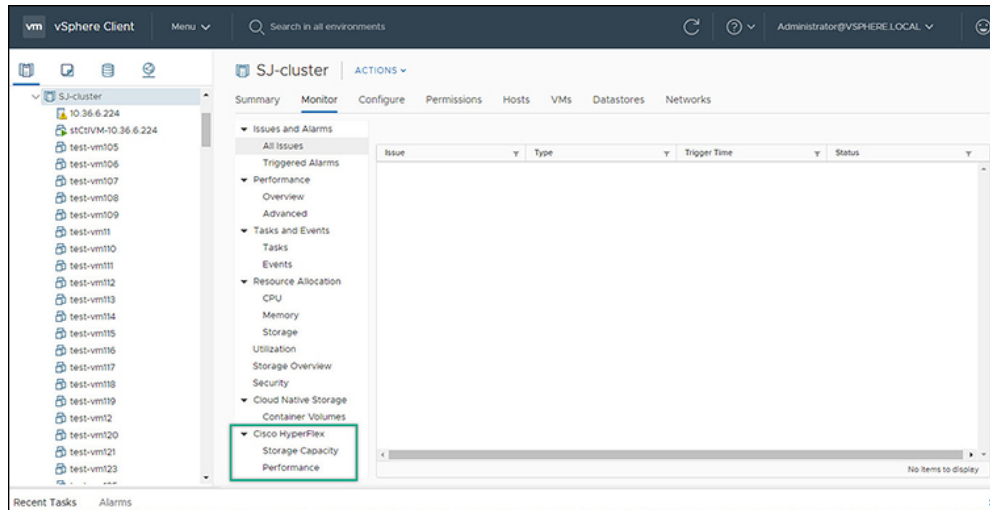 vm vSphere Client Menu Search in all environments Administrator@VSPHERE.LOCAL
SJ-cluster ACTIONS
Summary Monitor Configure Permissions Hosts VMs Datastores Networks
SJ-cluster
10.36.6.224
stCtlVM-10.36.6.224
test-vm105
test-vm106
test-vm107
test-vm108
test-vm109
test-vm11
test-vm110
test-vm111
test-vm112
test-vm113
test-vm114
test-vm115
test-vm116
test-vm117
test-vm118
test-vm119
test-vm12
test-vm120
test-vm121
test-vm123
Issues and Alarms
All Issues
Triggered Alarms
Performance
Overview
Advanced
Tasks and Events
Tasks
Events
Resource Allocation
CPU
Memory
Storage
Utilization
Storage Overview
Security
Cloud Native Storage
Container Volumes
Cisco HyperFlex
Storage Capacity
Performance
Issue Type Trigger Time Status
No items to display
Recent Tasks Alarms